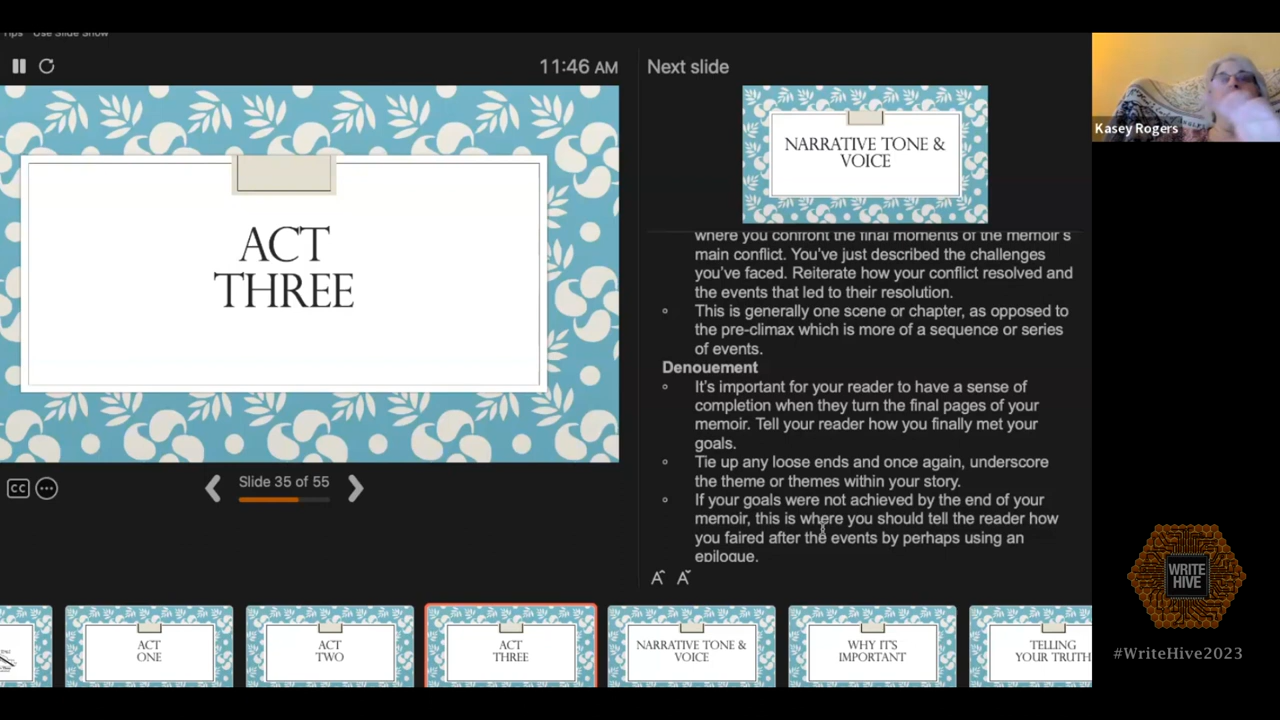 Tips Use Slide Show
11:46 AM
Next slide
Kasey Rogers
ACT
THREE
NARRATIVE TONE &
VOICE
where you confront the final moments of the memoir's
main conflict. You've just described the challenges
you've faced. Reiterate how your conflict resolved and
the events that led to their resolution.
This is generally one scene or chapter, as opposed to
the pre-climax which is more of a sequence or series
of events.
Denouement
It's important for your reader to have a sense of
completion when they turn the final pages of your
memoir. Tell your reader how you finally met your
goals.
Tie up any loose ends and once again, underscore
the theme or themes within your story.
If your goals were not achieved by the end of your
memoir, this is where you should tell the reader how
you faired after the events by perhaps using an
epilogue.
CC
Slide 35 of 55
A A
ACT
ONE
ACT
TWO
ACT
THREE
NARRATIVE TONE &
VOICE
WHY IT'S
IMPORTANT
TELLING
YOUR TRUTH
WRITE
HIVE
#WriteHive2023